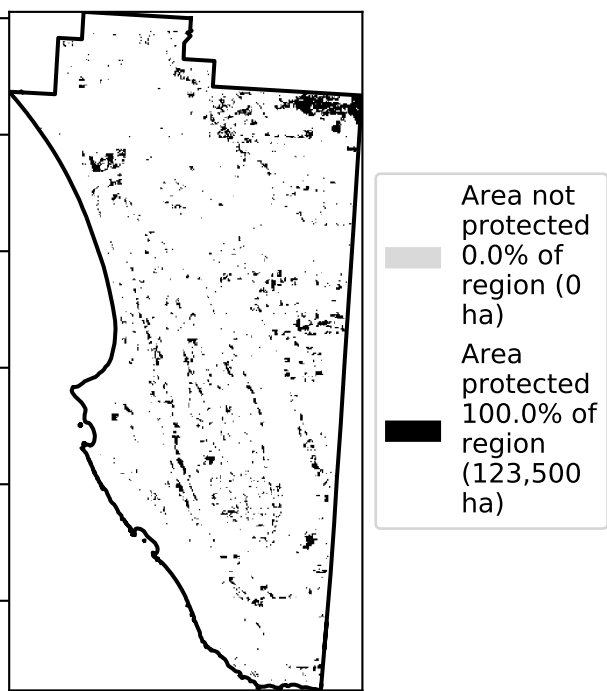 Area not
protected
0.0% of
region (0
ha)
Area
protected
100.0% of
region
(123,500
ha)